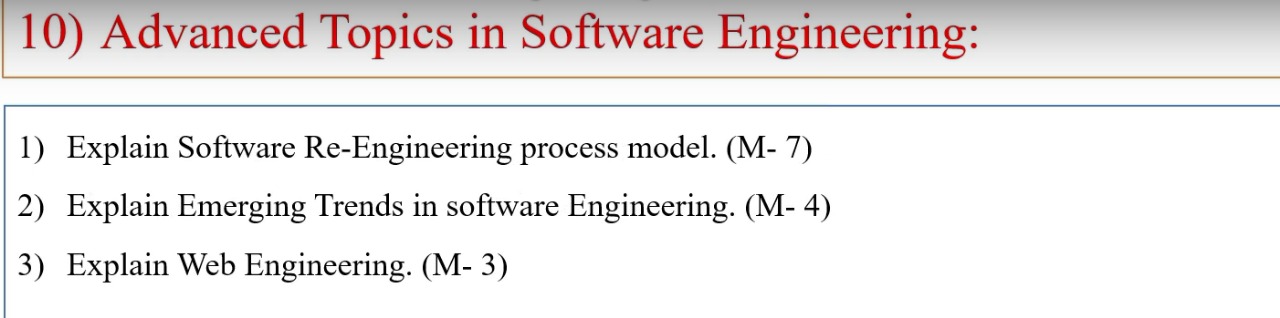 10) Advanced Topics in Software Engineering:
1) Explain Software Re-Engineering process model. (M- 7)
2) Explain Emerging Trends in software Engineering. (M- 4)
3) Explain Web Engineering. (M- 3)